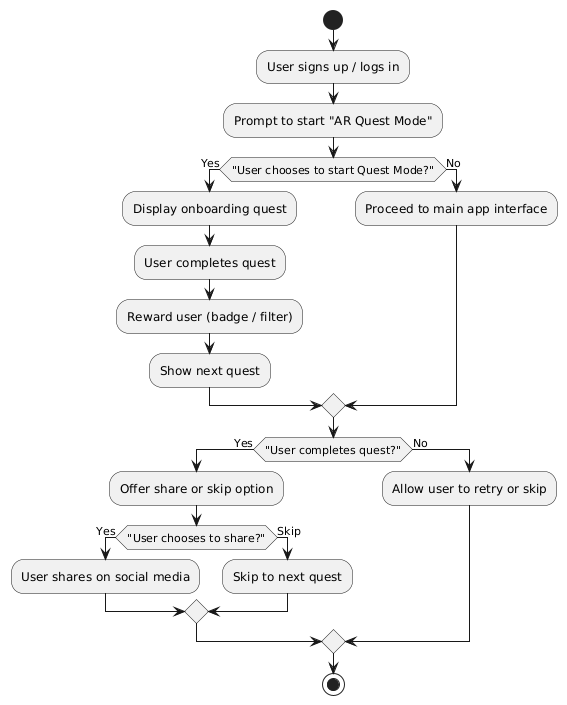 User signs up / logs in
Prompt to start "AR Quest Mode"
Yes
"User chooses to start Quest Mode?"
No
Display onboarding quest
Proceed to main app interface
User completes quest
Reward user (badge / filter)
Show next quest
Yes
"User completes quest?"
No
Offer share or skip option
Allow user to retry or skip
Yes
"User chooses to share?"
Skip
User shares on social media
Skip to next quest